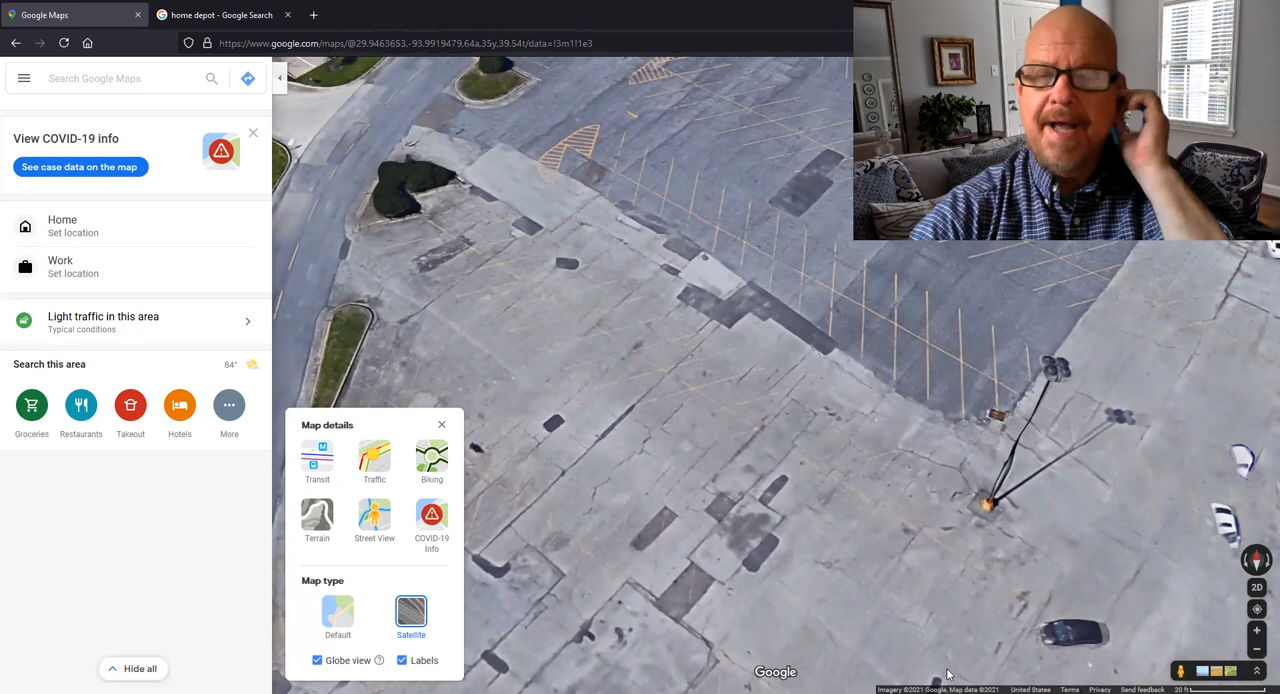 Google Maps
home depot - Google Search
https://www.google.com/maps/@29.9463653,-93.9919479,64a,35y,39.54t/data=!3m1!1e3
Search Google Maps
View COVID-19 info
See case data on the map
Home
Set location
Work
Set location
Light traffic in this area
Typical conditions
Search this area
84°
Groceries
Restaurants
Takeout
Hotels
More
Hide all
Map details
Transit
Traffic
Biking
Terrain
Street View
COVID-19
Info
Map type
Default
Satellite
Globe view
Labels
Google
2D
Imagery ©2021 Google, Map data ©2021 United States Terms Privacy Send feedback 20 ft